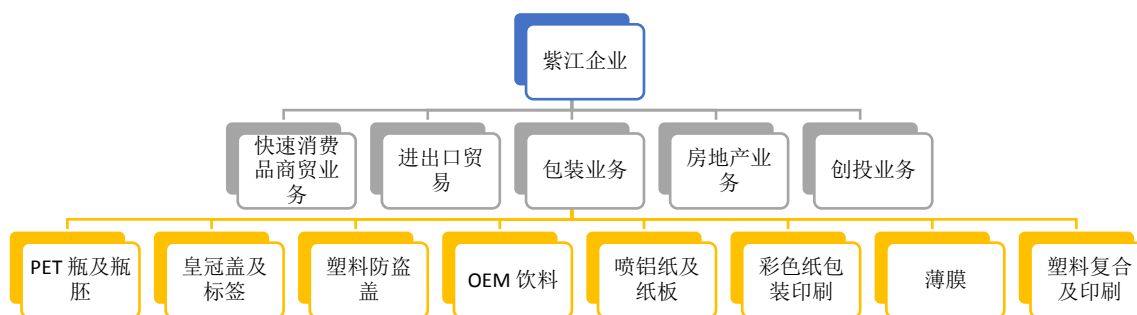 紫江企业
快速消费
品商贸业
务
进出口贸
易
包装业务
房地产业
务
创投业务
PET 瓶及瓶
胚
皇冠盖及
标签
塑料防盗
盖
OEM 饮料
喷铝纸及
纸板
彩色纸包
装印刷
薄膜
塑料复合
及印刷